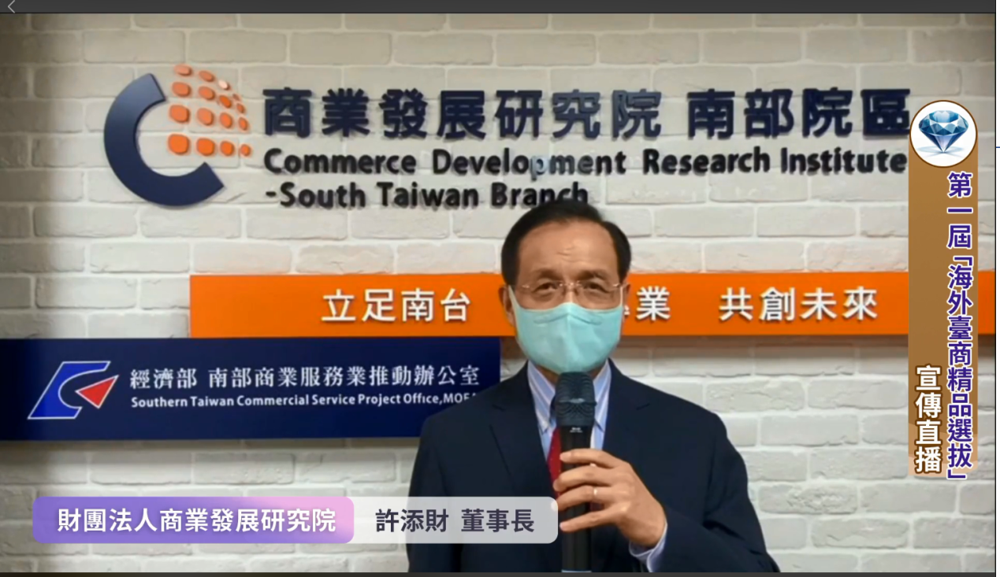 商業發展研究院 南部院區
Commerce Development Research Institute
-South Taiwan Branch
立足南台 業 共創未來
經濟部 南部商業服務業推動辦公室
Southern Taiwan Commercial Service Project Office,MOEA
第一屆「海外臺商精品選拔」
宣傳直播
財團法人商業發展研究院
許添財 董事長